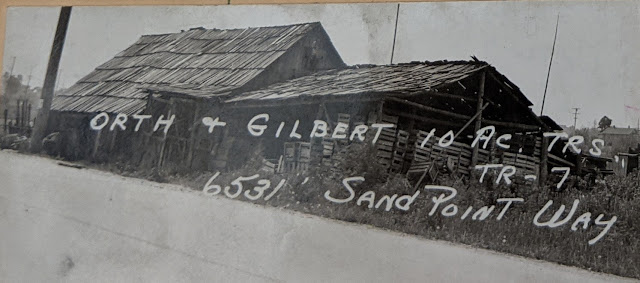 ORTH & GILBERT 10 AC. TRS
TR-7
6531' SAND POINT WAY